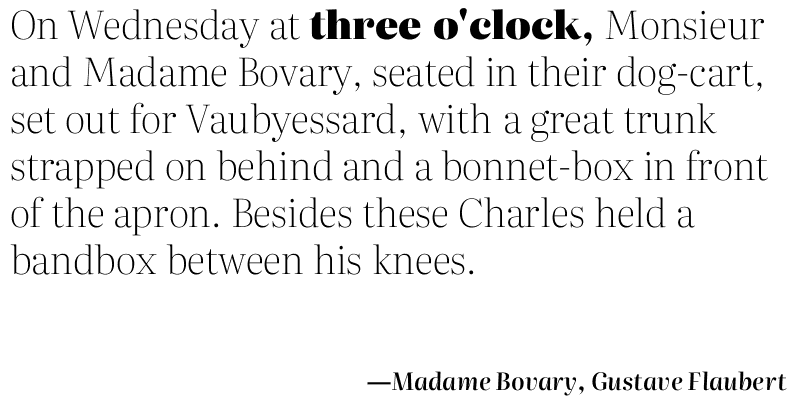 On Wednesday at three o'clock, Monsieur
and Madame Bovary, seated in their dog-cart,
set out for Vaubyessard, with a great trunk
strapped on behind and a bonnet-box in front
of the apron. Besides these Charles held a
bandbox between his knees.
—Madame Bovary, Gustave Flaubert